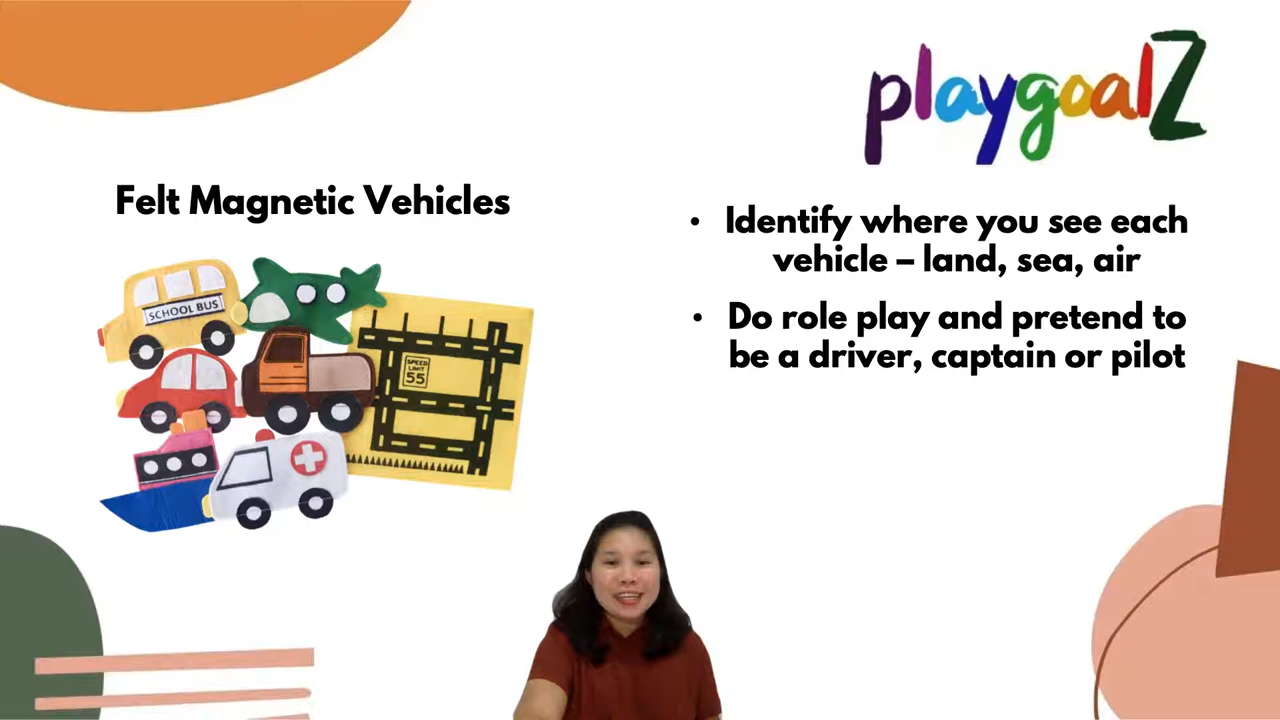 playgoalZ
Felt Magnetic Vehicles
SCHOOL BUS
SPEED
LIMIT
55
• Identify where you see each
vehicle – land, sea, air
• Do role play and pretend to
be a driver, captain or pilot